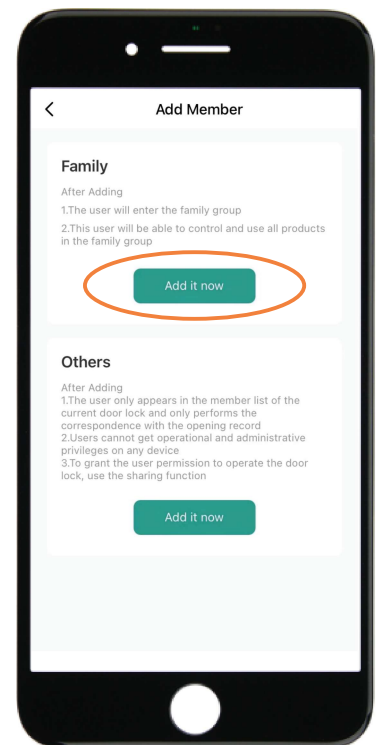 Add Member
Family
After Adding
1.The user will enter the family group
2.This user will be able to control and use all products
in the family group
Add it now
Others
After Adding
1.The user only appears in the member list of the
current door lock and only performs the
correspondence with the opening record
2.Users cannot get operational and administrative
privileges on any device
3.To grant the user permission to operate the door
lock, use the sharing function
Add it now